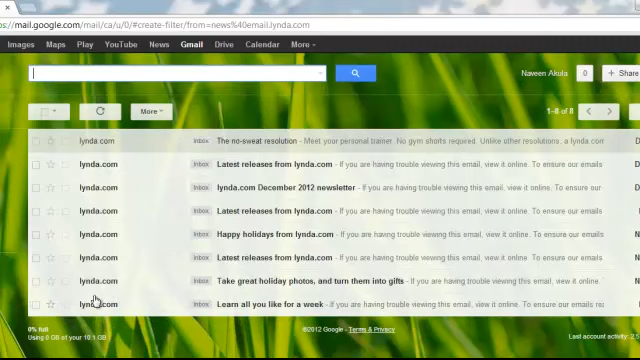 ps://mail.google.com/mail/ca/u/0/#create-filter/from=news%40email.lynda.com
Images Maps Play YouTube News Gmail Drive Calendar More
Naveen Akula 0 + Share
More 1–8 of 8
lynda.com Inbox The no-sweat resolution - Meet your personal trainer. No gym shorts required. Unlike other resolutions, a lynda.com
lynda.com Inbox Latest releases from lynda.com - If you are having trouble viewing this email, view it online. To ensure our emails
lynda.com Inbox lynda.com December 2012 newsletter - If you are having trouble viewing this email, view it online. To ensure our
lynda.com Inbox Latest releases from lynda.com - If you are having trouble viewing this email, view it online. To ensure our emails
lynda.com Inbox Happy holidays from lynda.com - If you are having trouble viewing this email, view it online. To ensure our emails
lynda.com Inbox Latest releases from lynda.com - If you are having trouble viewing this email, view it online. To ensure our emails
lynda.com Inbox Take great holiday photos, and turn them into gifts - If you are having trouble viewing this email, view it online.
lynda.com Inbox Learn all you like for a week - If you are having trouble viewing this email, view it online. To ensure our emails
0% full
Using 0 GB of your 10.1 GB
©2012 Google - Terms & Privacy
Last account activity: 2.5